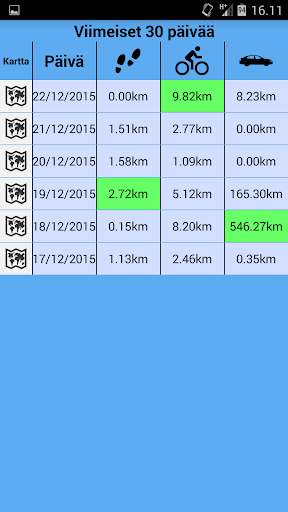 H+ 94 16.11
Viimeiset 30 päivää
Kartta Päivä
22/12/2015 0.00km 9.82km 8.23km
21/12/2015 1.51km 2.77km 0.00km
20/12/2015 1.58km 1.09km 0.00km
19/12/2015 2.72km 5.12km 165.30km
18/12/2015 0.15km 8.20km 546.27km
17/12/2015 1.13km 2.46km 0.35km